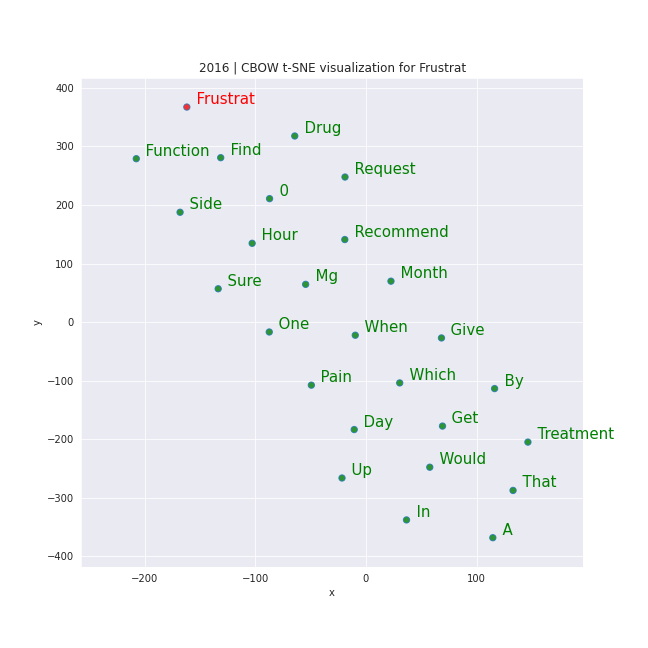 2016 | CBOW t-SNE visualization for Frustrat
400
Frustrat
Drug
300
Function
Find
Request
0
200
Side
Recommend
Hour
100
Month
Mg
Sure
0
One
When
Give
−100
Pain
Which
By
Day
Get
−200
Treatment
Would
Up
−300
That
In
A
−400
−200
−100
0
100
x
y